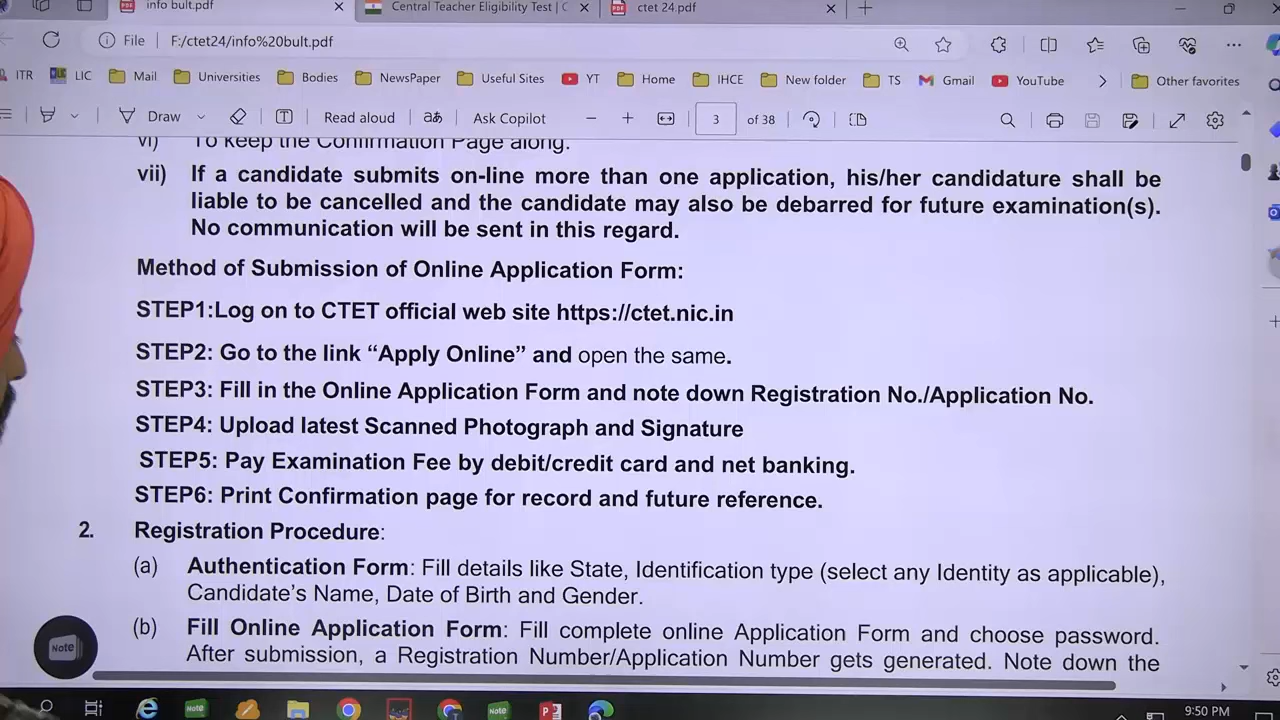 info bult.pdf
Central Teacher Eligibility Test | C
ctet 24.pdf
File F:/ctet24/info%20bult.pdf
ITR LIC Mail Universities Bodies NewsPaper Useful Sites YT Home IHCE New folder TS Gmail YouTube Other favorites
Draw Read aloud Ask Copilot 3 of 38
vi) To keep the Confirmation Page along.
vii) If a candidate submits on-line more than one application, his/her candidature shall be
liable to be cancelled and the candidate may also be debarred for future examination(s).
No communication will be sent in this regard.
Method of Submission of Online Application Form:
STEP1:Log on to CTET official web site https://ctet.nic.in
STEP2: Go to the link “Apply Online” and open the same.
STEP3: Fill in the Online Application Form and note down Registration No./Application No.
STEP4: Upload latest Scanned Photograph and Signature
STEP5: Pay Examination Fee by debit/credit card and net banking.
STEP6: Print Confirmation page for record and future reference.
2. Registration Procedure:
(a) Authentication Form: Fill details like State, Identification type (select any Identity as applicable),
Candidate’s Name, Date of Birth and Gender.
(b) Fill Online Application Form: Fill complete online Application Form and choose password.
After submission, a Registration Number/Application Number gets generated. Note down the
Note
Note
Note
9:50 PM